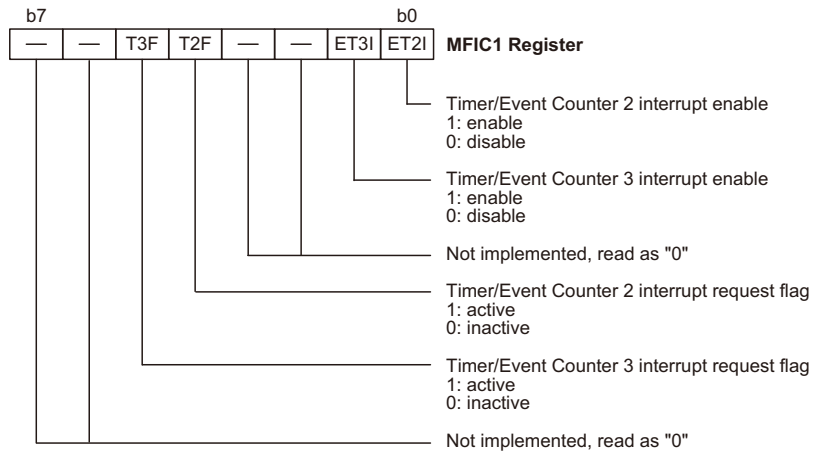 b7 b0
— — T3F T2F — — ET3I ET2I MFIC1 Register
Timer/Event Counter 2 interrupt enable
1: enable
0: disable
Timer/Event Counter 3 interrupt enable
1: enable
0: disable
Not implemented, read as "0"
Timer/Event Counter 2 interrupt request flag
1: active
0: inactive
Timer/Event Counter 3 interrupt request flag
1: active
0: inactive
Not implemented, read as "0"